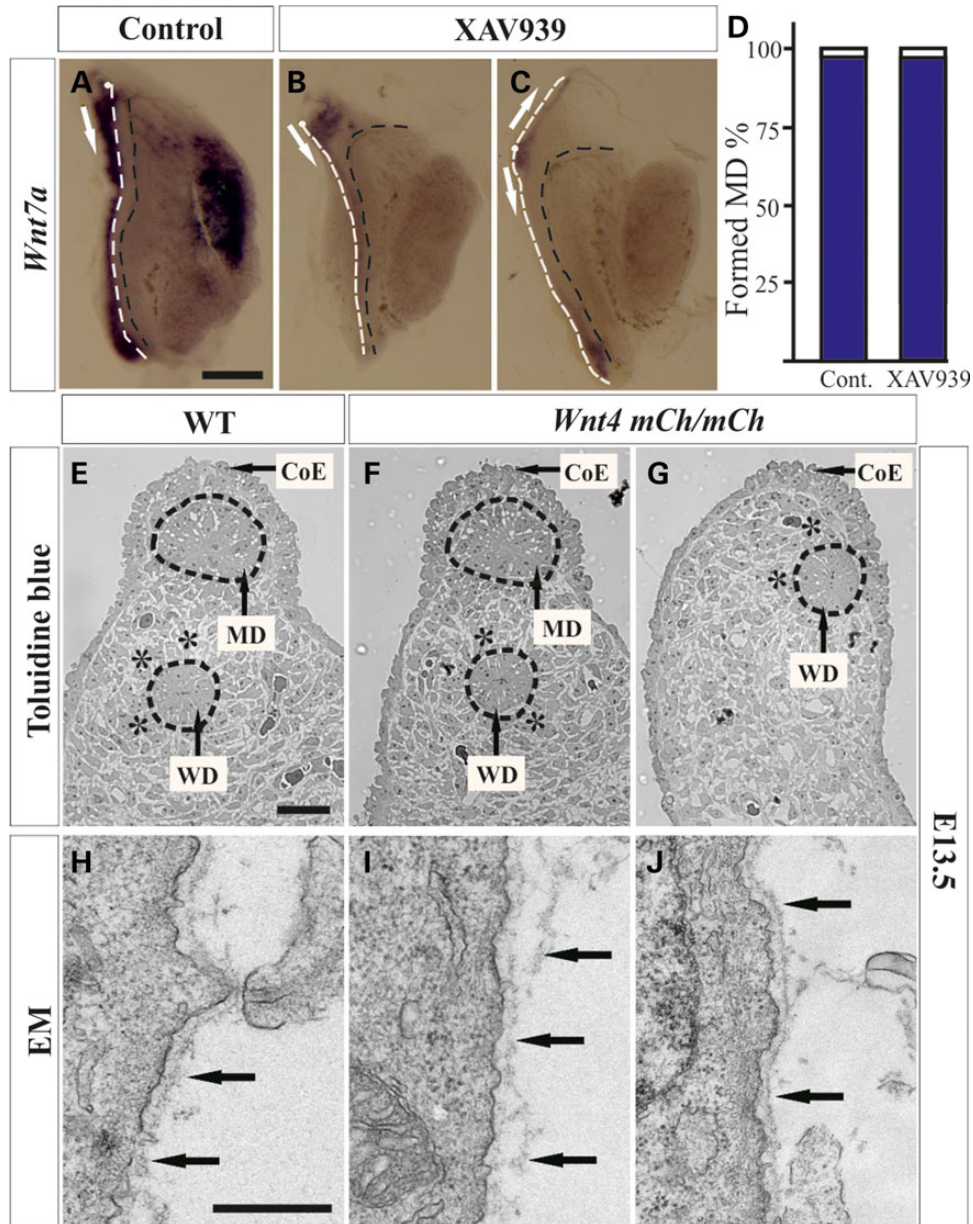 Control
XAV939
D
Wnt7a
A
B
C
Formed MD %
100
75
50
25
Cont.
XAV939
WT
Wnt4 mCh/mCh
Toluidine blue
E
CoE
MD
*
*
*
WD
F
CoE
MD
*
*
WD
G
CoE
*
*
WD
E13.5
EM
H
I
J